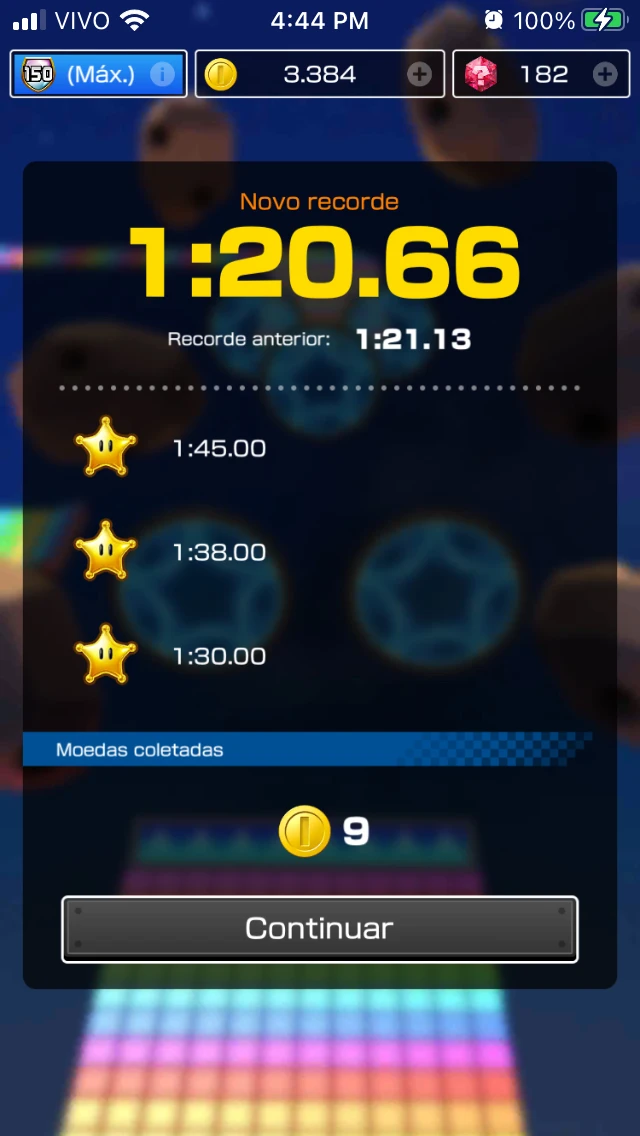 VIVO 4:44 PM 100%
150 (Máx.) i 3.384 + ? 182 +
Novo recorde
1:20.66
Recorde anterior: 1:21.13
1:45.00
1:38.00
1:30.00
Moedas coletadas
9
Continuar